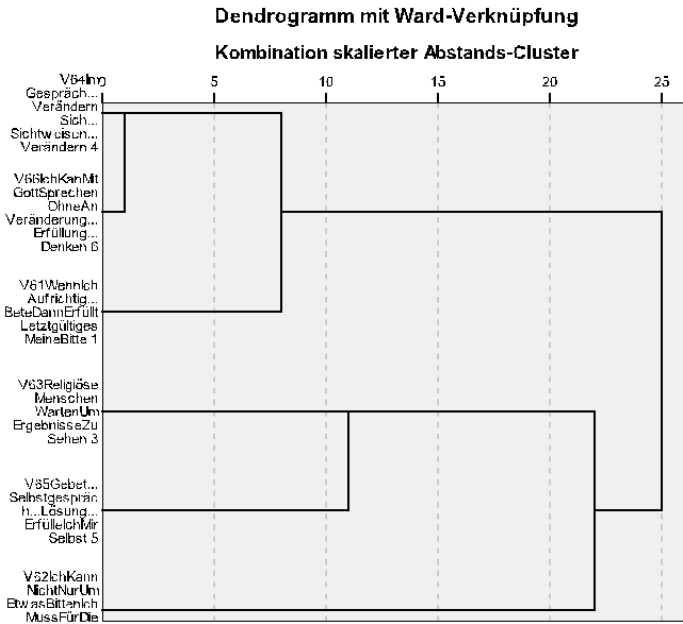 Dendrogramm mit Ward-Verknüpfung
Kombination skalierter Abstands-Cluster
0 5 10 15 20 25
V64Im
Gespräch...
Verändern
Sich...
Sichtweisen...
Verändern 4
V66IchKanMit
GottSprechen
OhneAn
Veränderung...
Erfüllung...
Denken 6
V61WennIch
Aufrichtig...
BeteDannErfüllt
Letztgültiges
MeineBitte 1
V63Religiöse
Menschen
WartenUm
ErgebnisseZu
Sehen 3
V65Gebet...
Selbstgespräc
h...Lösung...
ErfülleIchMir
Selbst 5
V62IchKann
NichtNurUm
EtwasBittenIch
MussFürDie